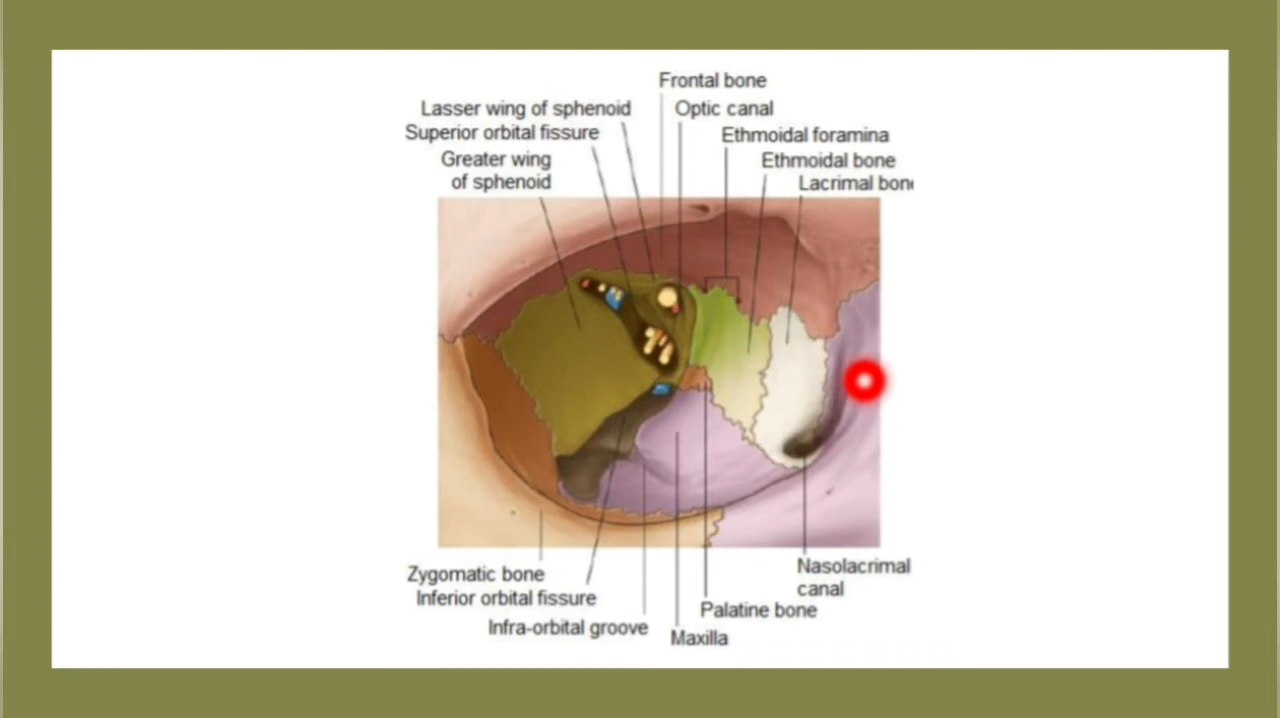 Frontal bone
Lasser wing of sphenoid
Optic canal
Superior orbital fissure
Ethmoidal foramina
Greater wing
of sphenoid
Ethmoidal bone
Lacrimal bon
Zygomatic bone
Inferior orbital fissure
Infra-orbital groove
Maxilla
Palatine bone
Nasolacrimal
canal